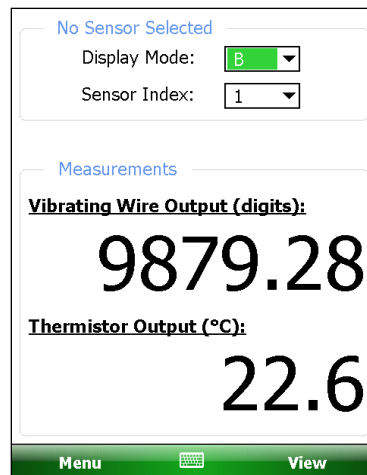 No Sensor Selected
Display Mode: B
Sensor Index: 1
Measurements
Vibrating Wire Output (digits):
9879.28
Thermistor Output (°C):
22.6
Menu View